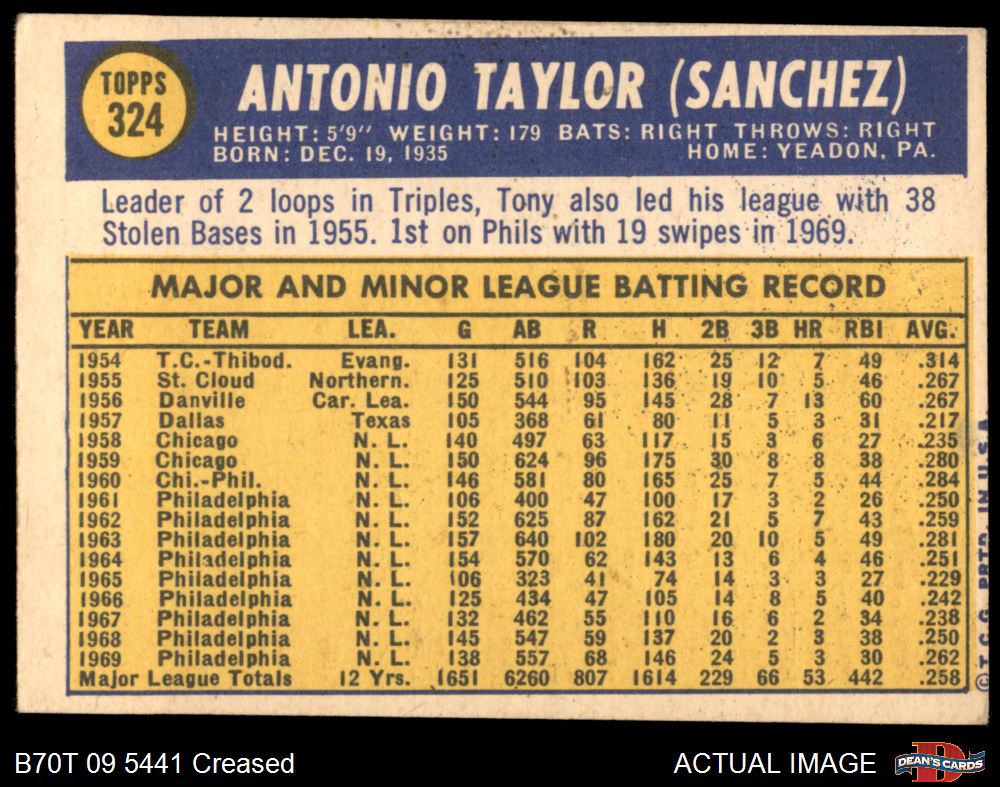 TOPPS
324
ANTONIO TAYLOR (SANCHEZ)
HEIGHT: 5'9" WEIGHT: 179 BATS: RIGHT THROWS: RIGHT
BORN: DEC. 19, 1935 HOME: YEADON, PA.
Leader of 2 loops in Triples, Tony also led his league with 38
Stolen Bases in 1955. 1st on Phils with 19 swipes in 1969.
MAJOR AND MINOR LEAGUE BATTING RECORD
YEAR TEAM LEA. G AB R H 2B 3B HR RBI AVG.
1954 T.C.-Thibod. Evang. 131 516 104 162 25 12 7 49 .314
1955 St. Cloud Northern. 125 510 103 136 19 10 5 46 .267
1956 Danville Car. Lea. 150 544 95 145 28 7 13 60 .267
1957 Dallas Texas 105 368 61 80 11 5 3 31 .217
1958 Chicago N. L. 140 497 63 117 15 3 6 27 .235
1959 Chicago N. L. 150 624 96 175 30 8 8 38 .280
1960 Chi.-Phil. N. L. 146 581 80 165 25 7 5 44 .284
1961 Philadelphia N. L. 106 400 47 100 17 3 2 26 .250
1962 Philadelphia N. L. 152 625 87 162 21 5 7 43 .259
1963 Philadelphia N. L. 157 640 102 180 20 10 5 49 .281
1964 Philadelphia N. L. 154 570 62 143 13 6 4 46 .251
1965 Philadelphia N. L. 106 323 41 74 14 3 3 27 .229
1966 Philadelphia N. L. 125 434 47 105 14 8 5 40 .242
1967 Philadelphia N. L. 132 462 55 110 16 6 2 34 .238
1968 Philadelphia N. L. 145 547 59 137 20 2 3 38 .250
1969 Philadelphia N. L. 138 557 68 146 24 5 3 30 .262
Major League Totals 12 Yrs. 1651 6260 807 1614 229 66 53 442 .258
© T.C.G. PRTD. IN U.S.A.
B70T 09 5441 Creased
ACTUAL IMAGE
D
DEAN'S CARDS